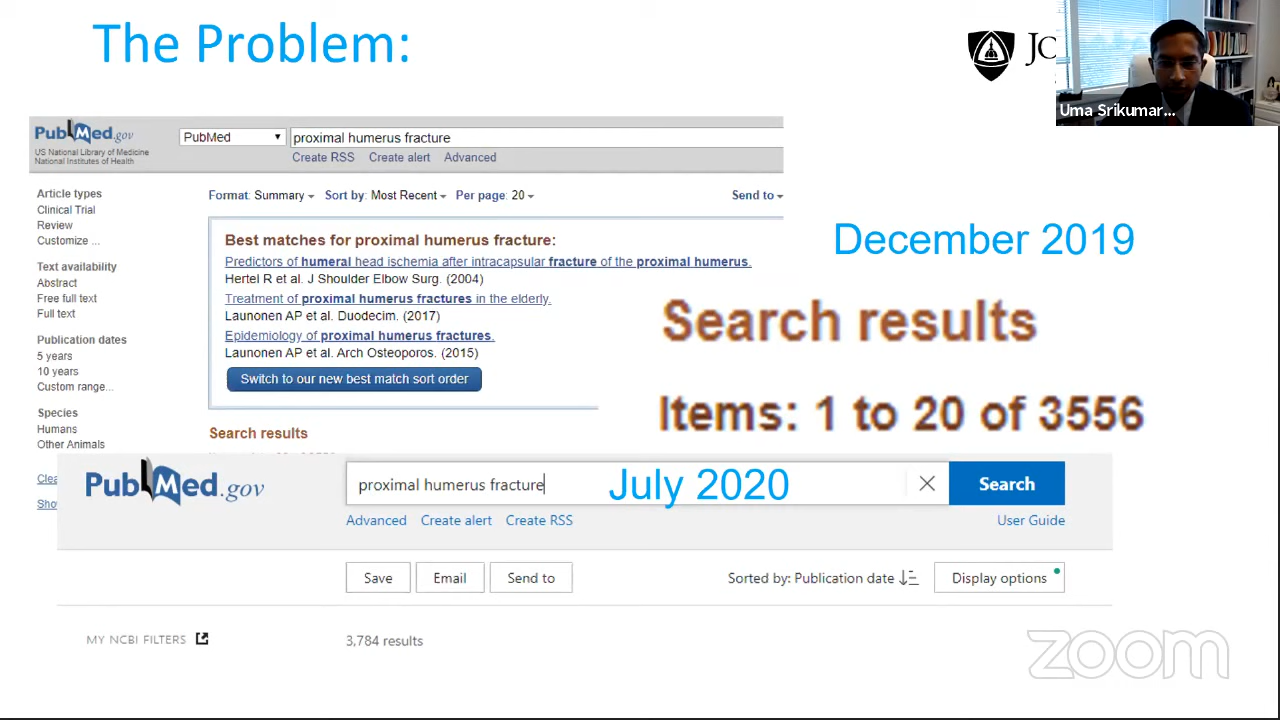 The Problem:
JO
Uma Srikumar...
PubMed.gov
US National Library of Medicine
National Institutes of Health
PubMed
proximal humerus fracture
Create RSS Create alert Advanced
Article types
Clinical Trial
Review
Customize ...
Text availability
Abstract
Free full text
Full text
Publication dates
5 years
10 years
Custom range...
Species
Humans
Other Animals
Clea
Sho
Format: Summary Sort by: Most Recent Per page: 20 Send to
Best matches for proximal humerus fracture:
Predictors of humeral head ischemia after intracapsular fracture of the proximal humerus.
Hertel R et al. J Shoulder Elbow Surg. (2004)
Treatment of proximal humerus fractures in the elderly.
Launonen AP et al. Duodecim. (2017)
Epidemiology of proximal humerus fractures.
Launonen AP et al. Arch Osteoporos. (2015)
Switch to our new best match sort order
Search results
December 2019
Search results
Items: 1 to 20 of 3556
PubMed.gov
proximal humerus fracture
July 2020
Search
Advanced Create alert Create RSS
User Guide
Save Email Send to
Sorted by: Publication date
Display options
MY NCBI FILTERS
3,784 results
zoom